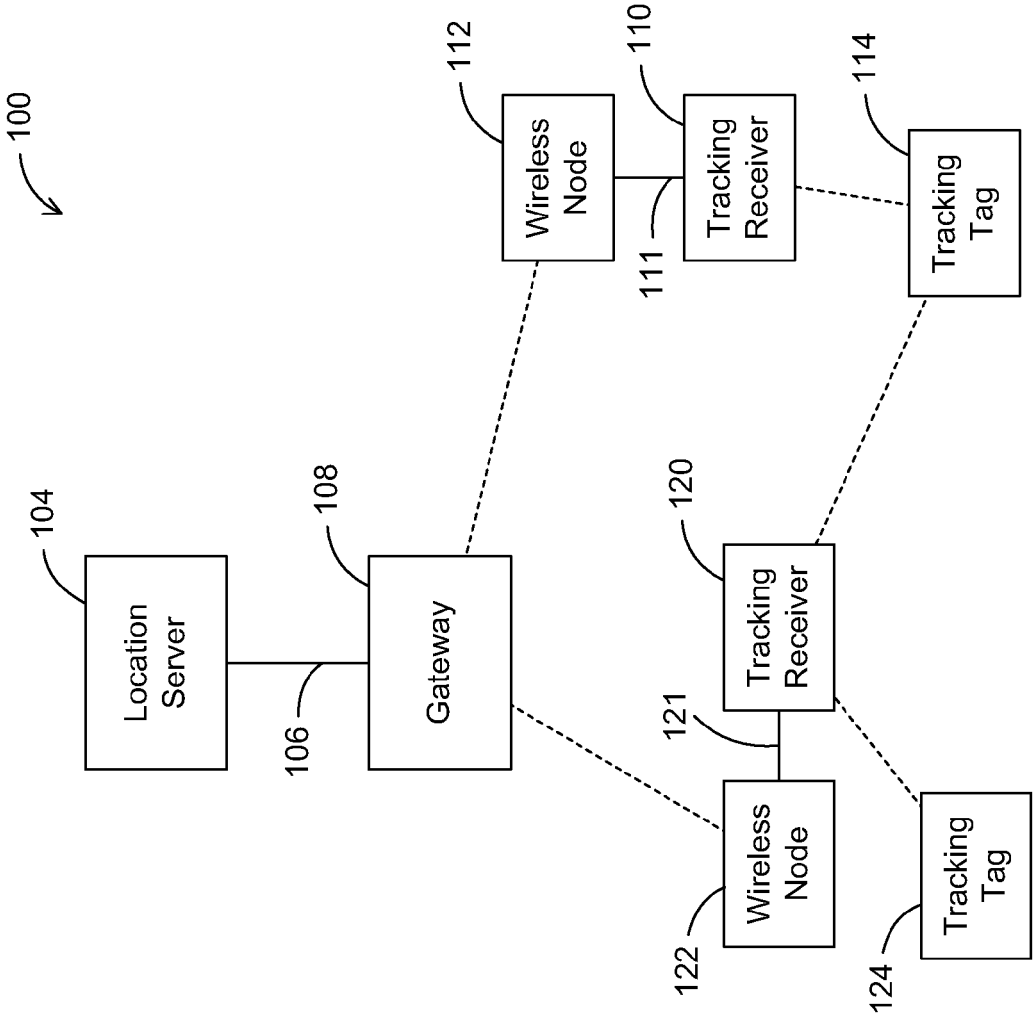 100
104
Location
Server
106
108
Gateway
112
Wireless
Node
111
110
Tracking
Receiver
114
Tracking
Tag
120
Tracking
Receiver
121
122
Wireless
Node
124
Tracking
Tag